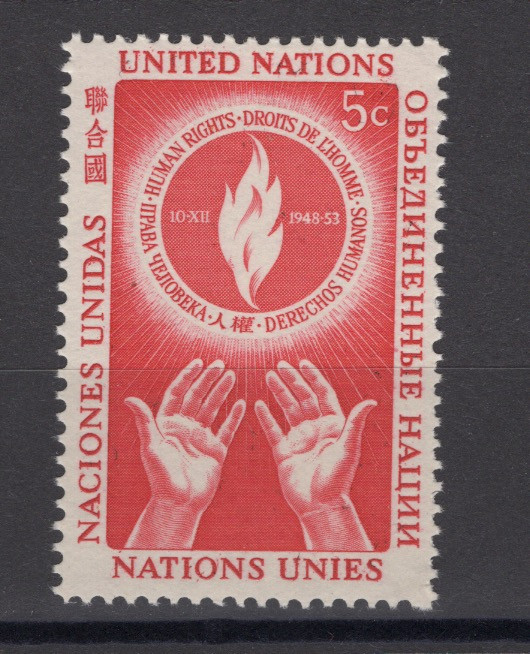 UNITED NATIONS
5c
聯合國
NACIONES UNIDAS
ОБЪЕДИНЕННЫЕ НАЦИИ
· HUMAN RIGHTS · DROITS DE L'HOMME · DERECHOS HUMANOS · 人權 · ПРАВА ЧЕЛОВЕКА
10·XII 1948·53
NATIONS UNIES